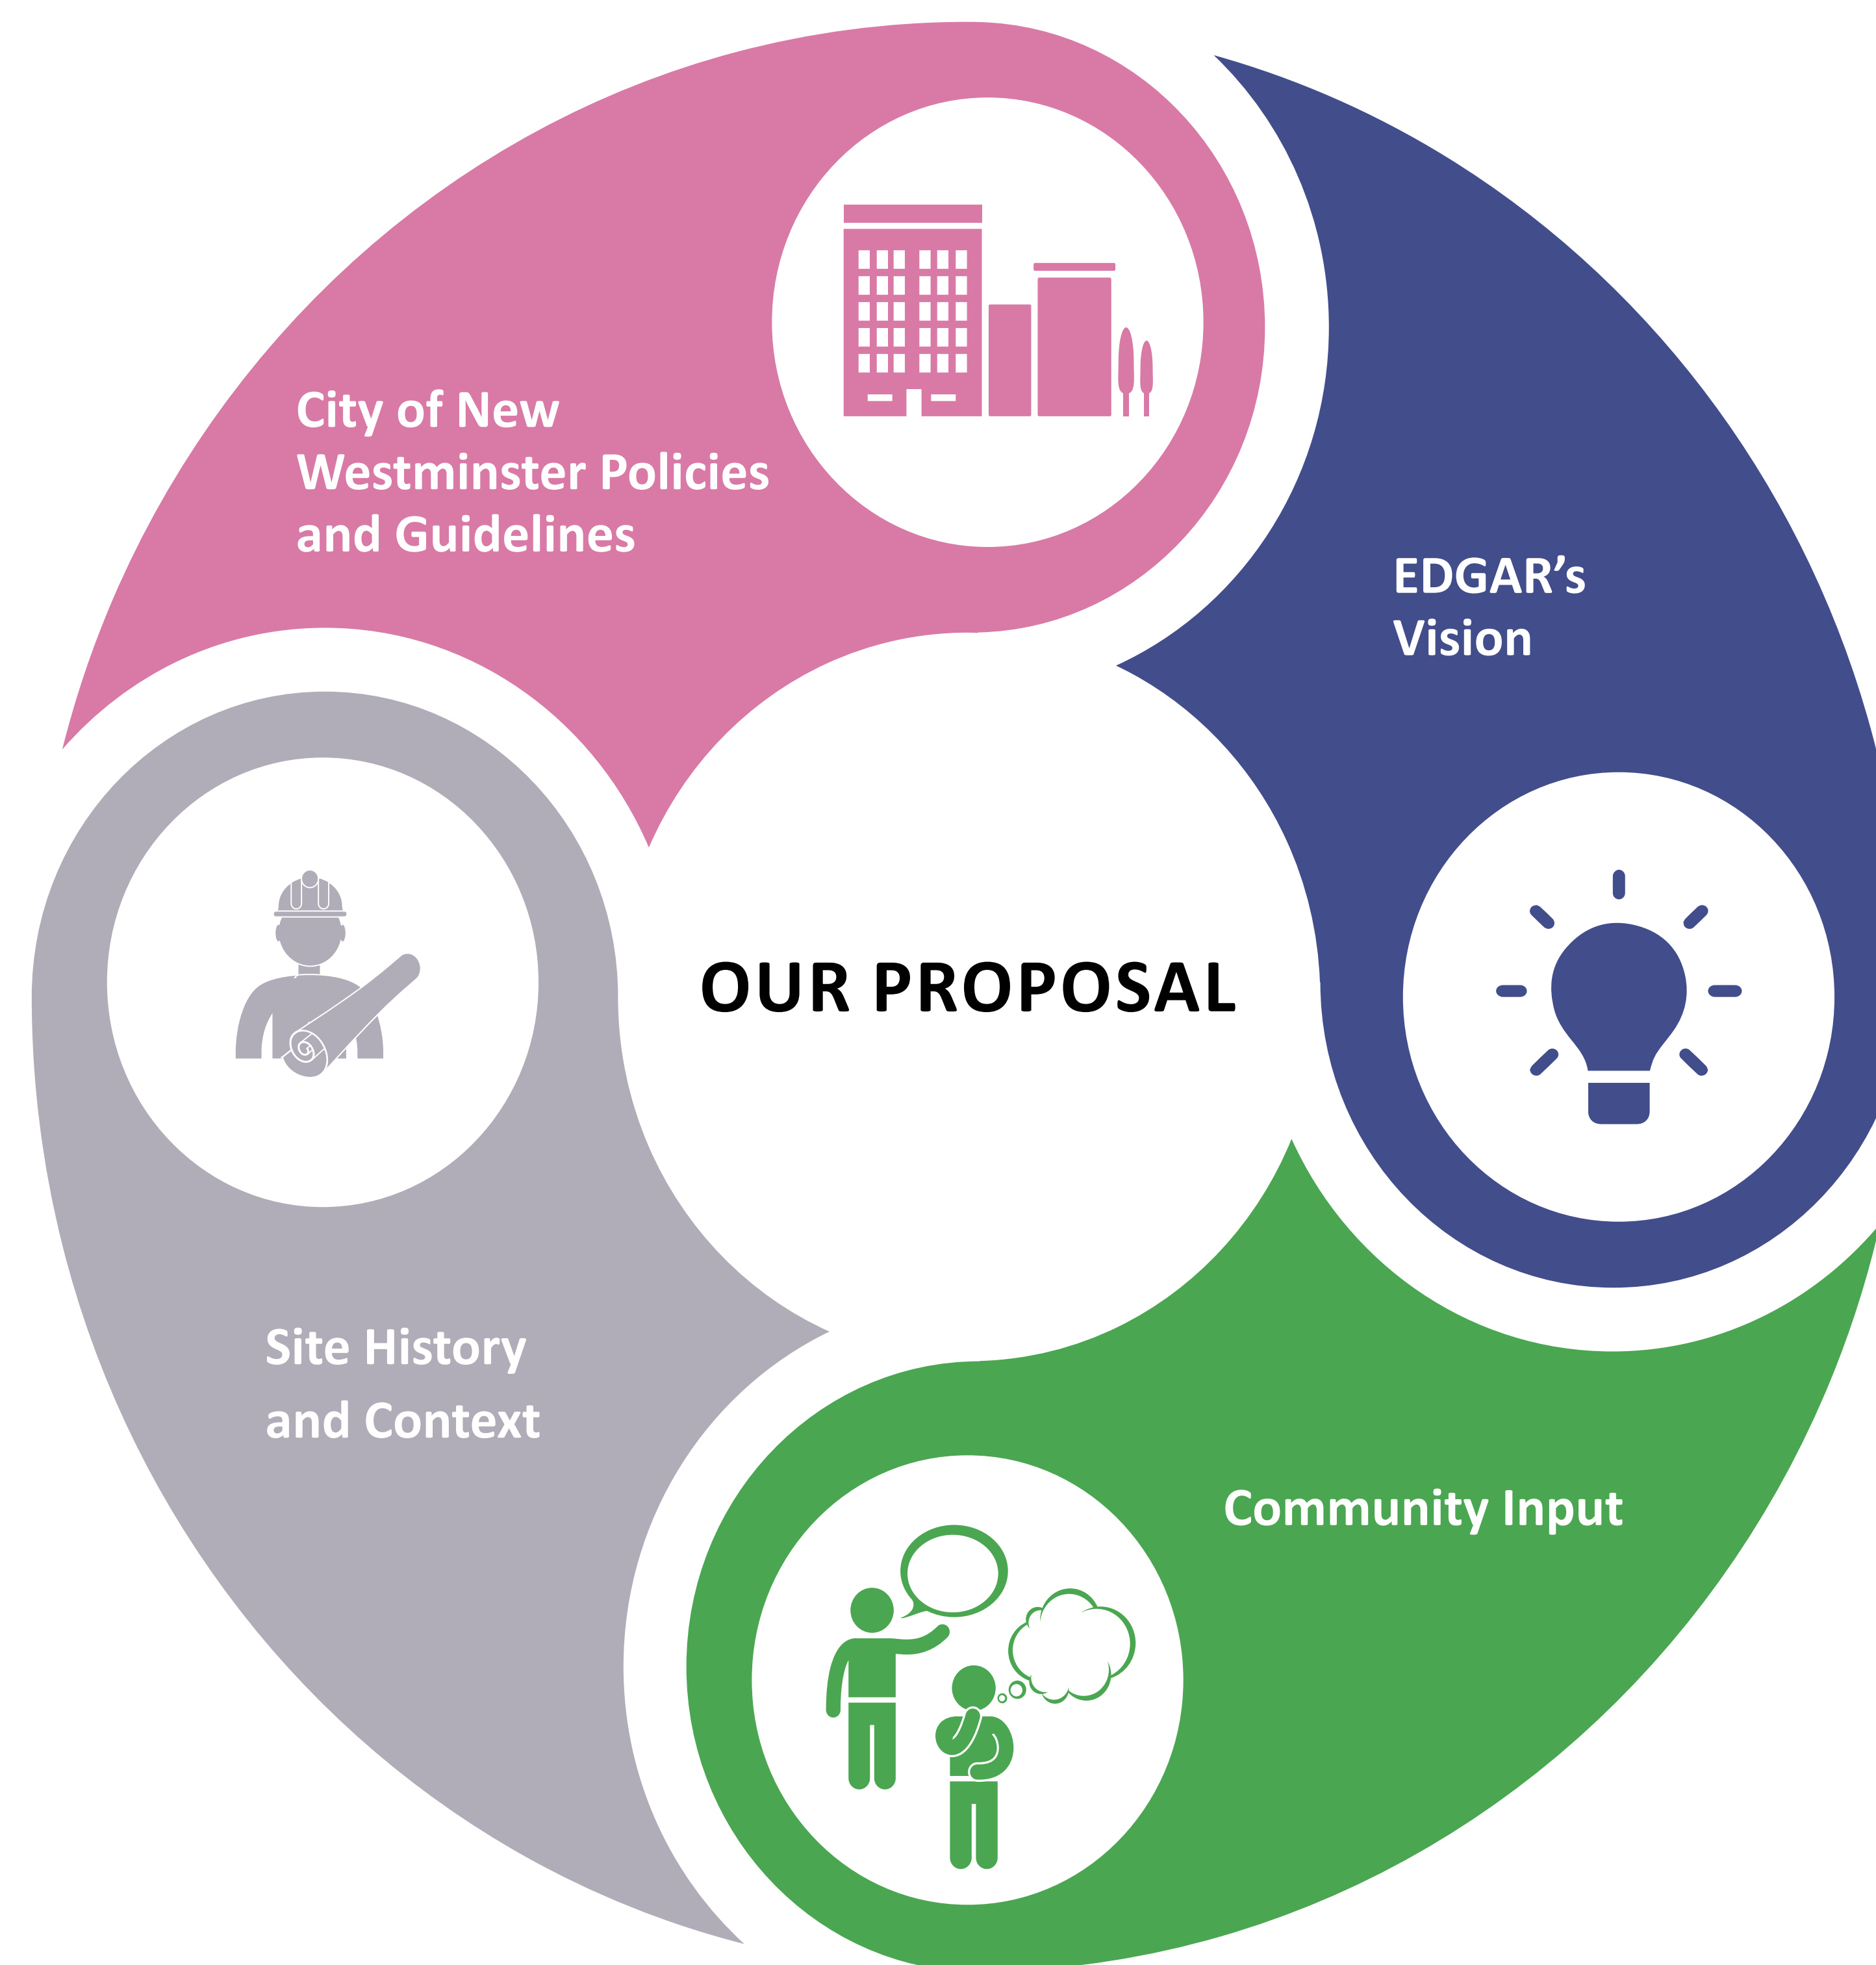 City of New
Westminster Policies
and Guidelines
EDGAR’s
Vision
OUR PROPOSAL
Site History
and Context
Community Input